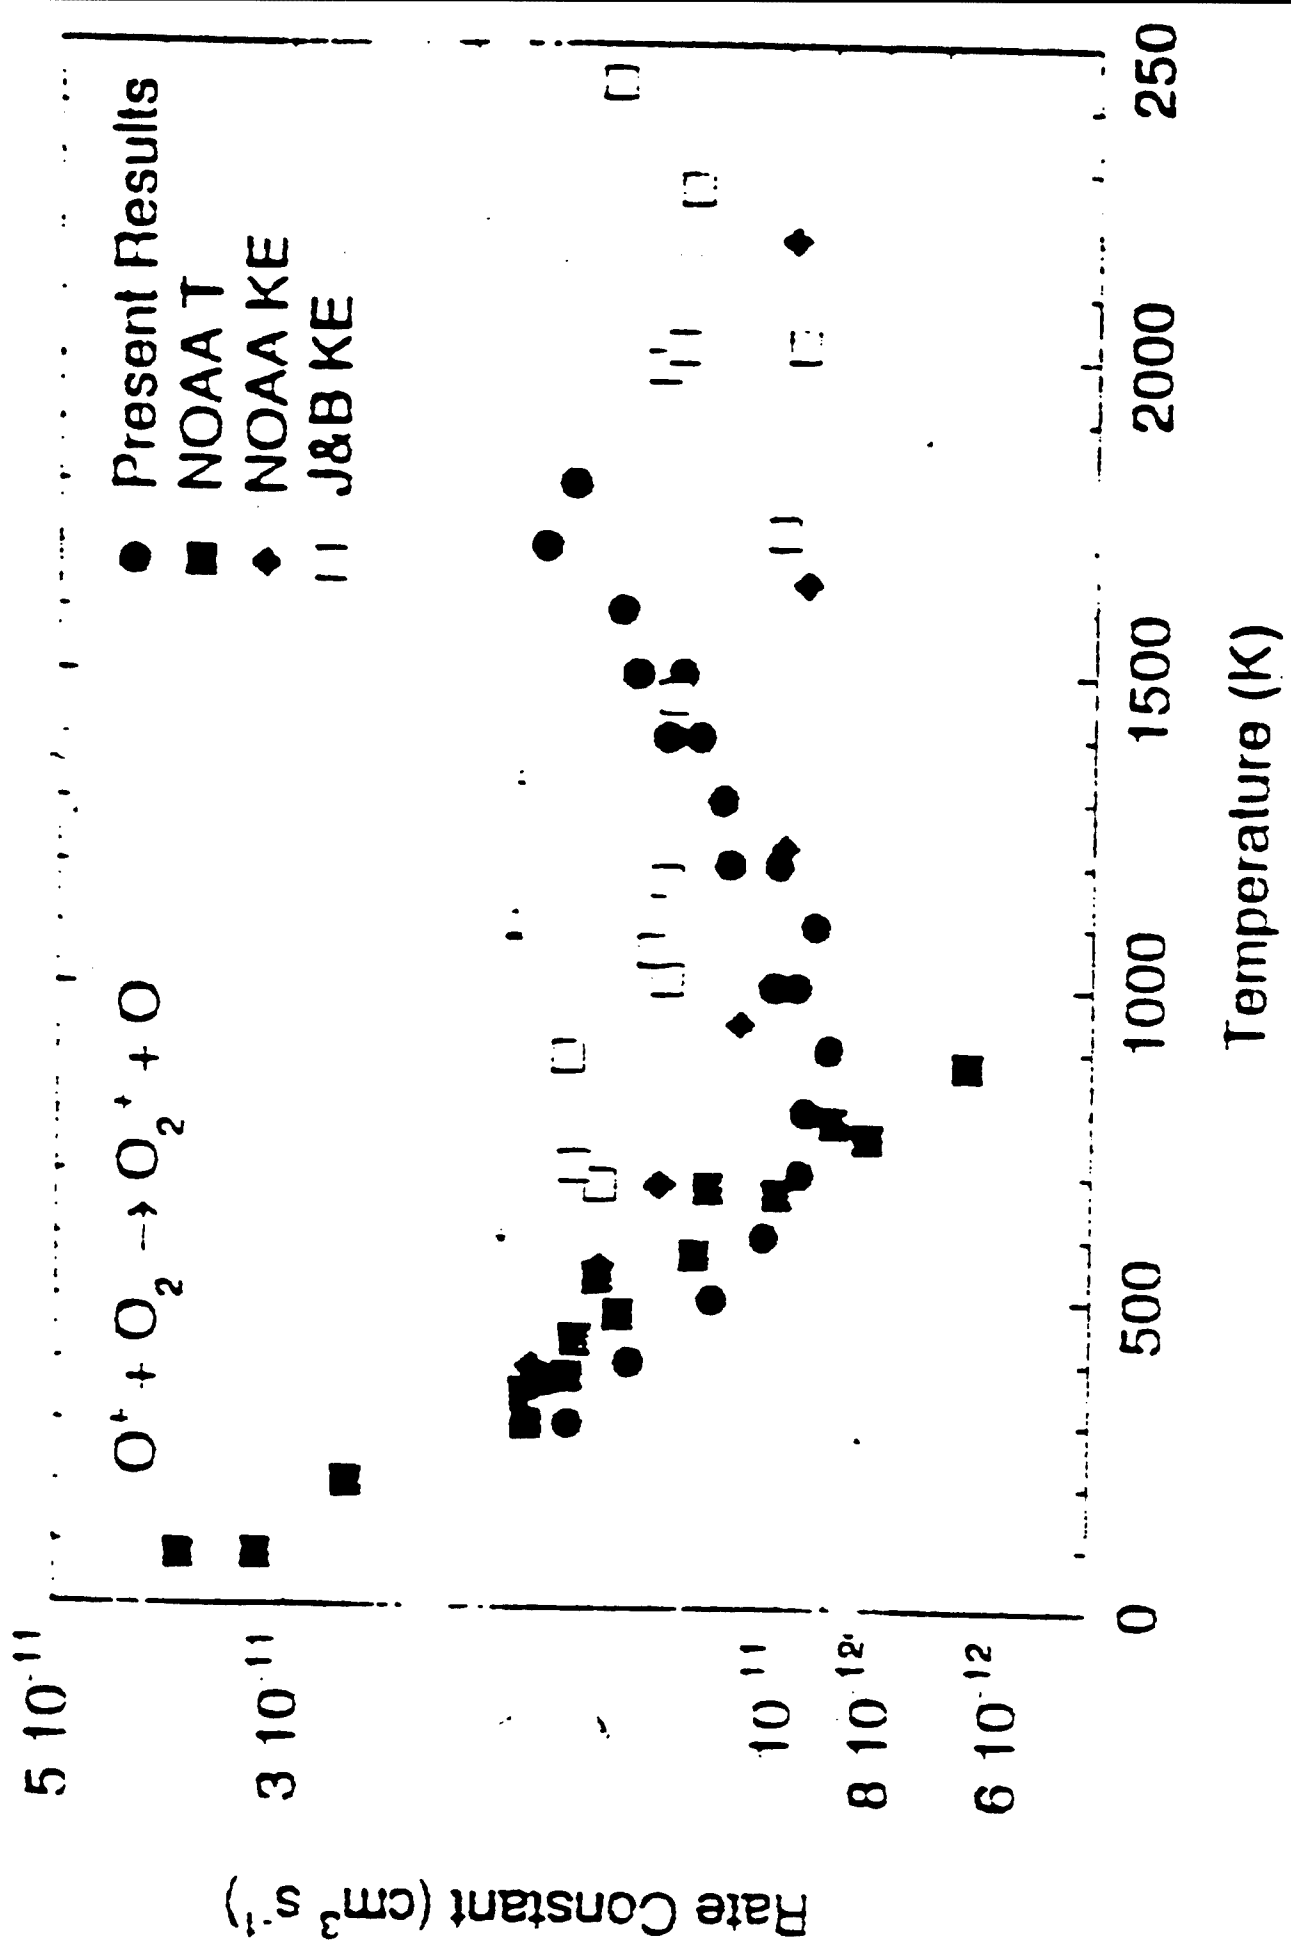 O⁺ + O₂ → O₂⁺ + O
Present Results
NOAA T
NOAA KE
J&B KE
5 10⁻¹¹
3 10⁻¹¹
10⁻¹¹
8 10⁻¹²
6 10⁻¹²
Rate Constant (cm³ s⁻¹)
0
500
1000
1500
2000
250
Temperature (K)